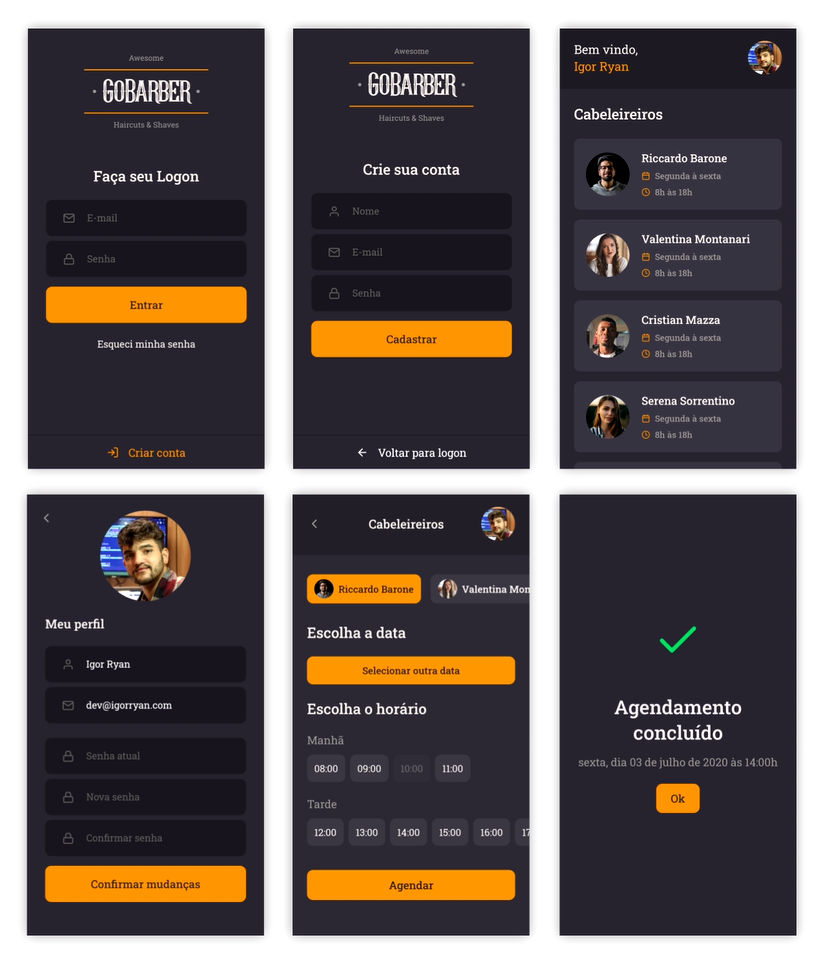 Awesome
GOBARBER
Haircuts & Shaves
Faça seu Logon
E-mail
Senha
Entrar
Esqueci minha senha
Criar conta
Awesome
GOBARBER
Haircuts & Shaves
Crie sua conta
Nome
E-mail
Senha
Cadastrar
Voltar para logon
Bem vindo,
Igor Ryan
Cabeleireiros
Riccardo Barone
Segunda à sexta
8h às 18h
Valentina Montanari
Segunda à sexta
8h às 18h
Cristian Mazza
Segunda à sexta
8h às 18h
Serena Sorrentino
Segunda à sexta
8h às 18h
Meu perfil
Igor Ryan
dev@igorryan.com
Senha atual
Nova senha
Confirmar senha
Confirmar mudanças
Cabeleireiros
Riccardo Barone Valentina Mon
Escolha a data
Selecionar outra data
Escolha o horário
Manhã
08:00 09:00 10:00 11:00
Tarde
12:00 13:00 14:00 15:00 16:00 17
Agendar
Agendamento
concluído
sexta, dia 03 de julho de 2020 às 14:00h
Ok